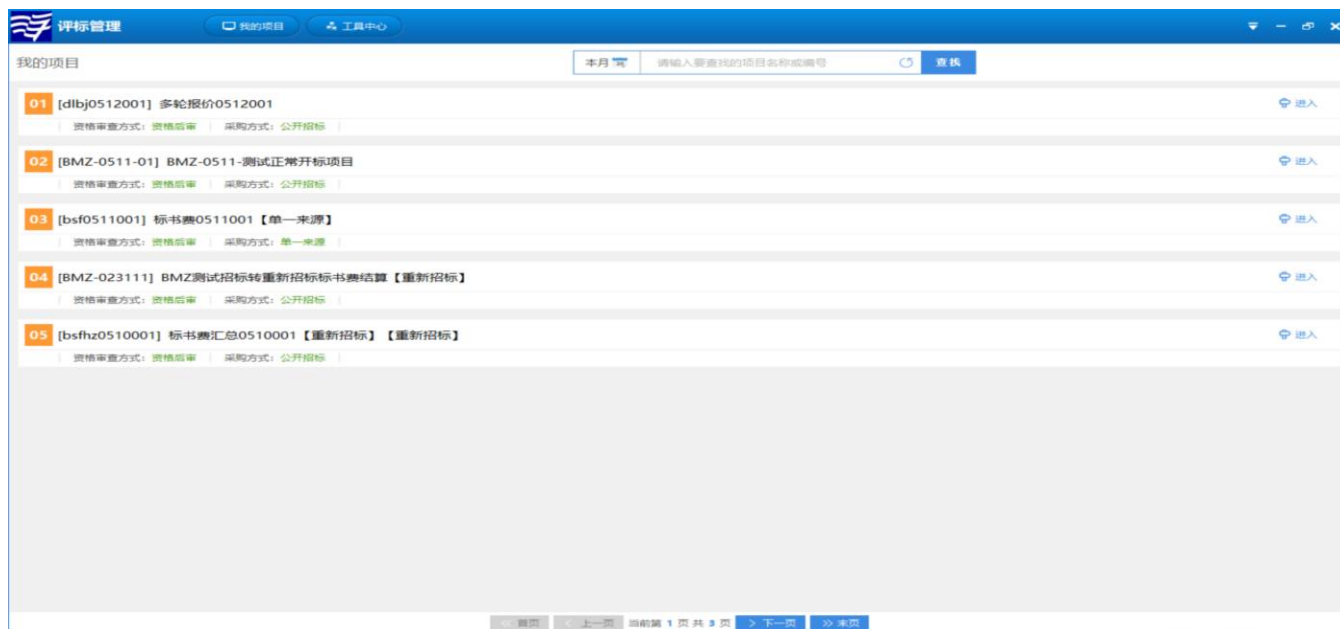 评标管理 我的项目 工具中心
我的项目 本月 请输入要查找的项目名称或编号 查找
01 [dlbj0512001] 多轮报价0512001 进入
资格审查方式：资格后审 采购方式：公开招标
02 [BMZ-0511-01] BMZ-0511-测试正常开标项目 进入
资格审查方式：资格后审 采购方式：公开招标
03 [bsf0511001] 标书费0511001【单一来源】 进入
资格审查方式：资格后审 采购方式：单一来源
04 [BMZ-023111] BMZ测试招标转重新招标标书费结算【重新招标】 进入
资格审查方式：资格后审 采购方式：公开招标
05 [bsfhz0510001] 标书费汇总0510001【重新招标】【重新招标】 进入
资格审查方式：资格后审 采购方式：公开招标
首页 上一页 当前第 1 页 共 3 页 下一页 末页